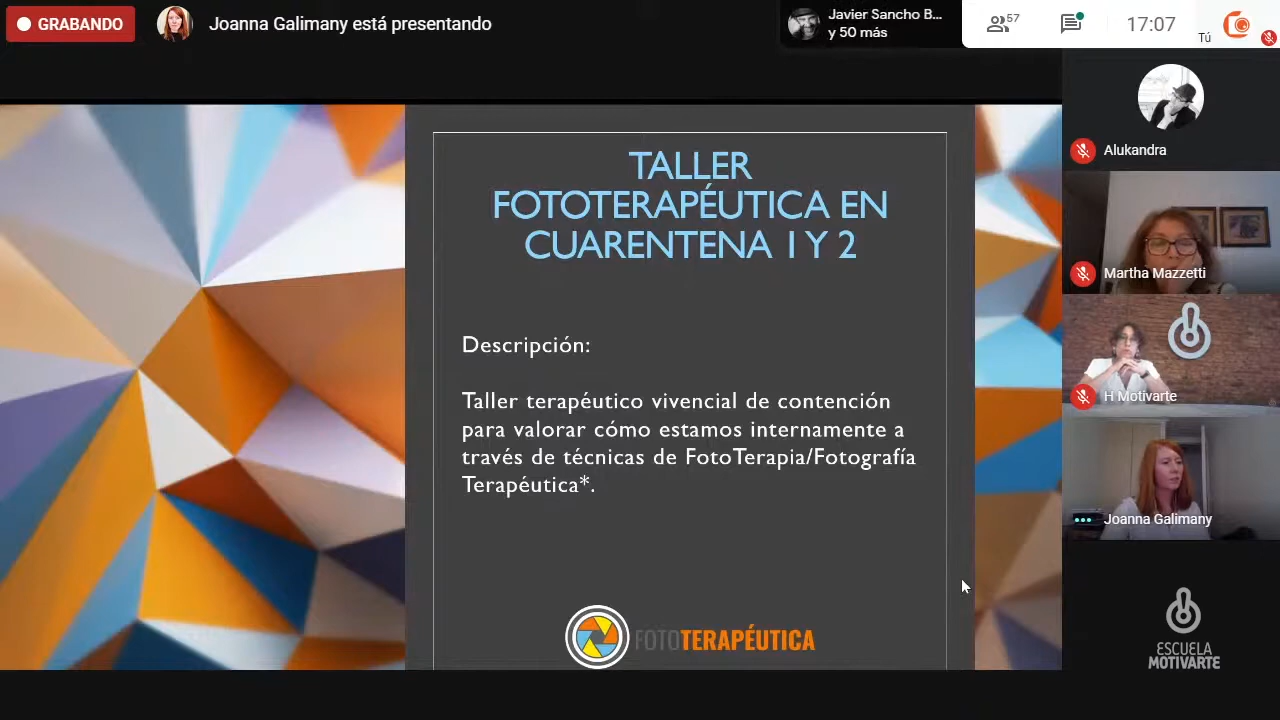 GRABANDO
Joanna Galimany está presentando
Javier Sancho B...
y 50 más
57
17:07
Tú
TALLER
FOTOTERAPÉUTICA EN
CUARENTENA 1 Y 2
Descripción:
Taller terapéutico vivencial de contención
para valorar cómo estamos internamente a
través de técnicas de FotoTerapia/Fotografía
Terapéutica*.
FOTOTERAPÉUTICA
Alukandra
Martha Mazzetti
H Motivarte
Joanna Galimany
ESCUELA
MOTIVARTE